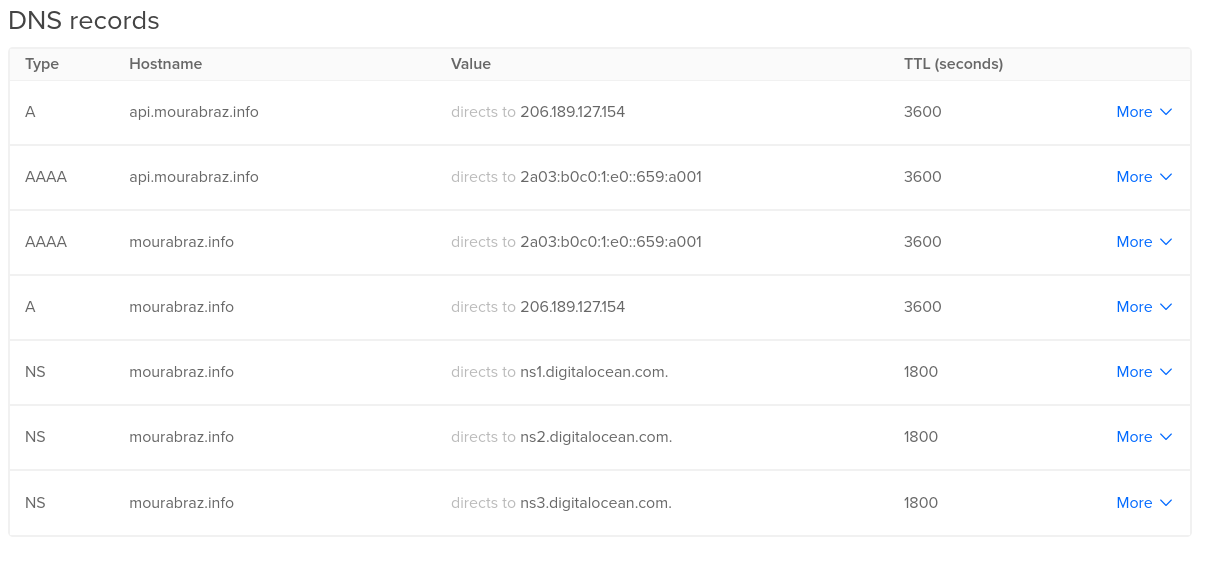 DNS records
Type Hostname Value TTL (seconds)
A api.mourabraz.info directs to 206.189.127.154 3600 More
AAAA api.mourabraz.info directs to 2a03:b0c0:1:e0::659:a001 3600 More
AAAA mourabraz.info directs to 2a03:b0c0:1:e0::659:a001 3600 More
A mourabraz.info directs to 206.189.127.154 3600 More
NS mourabraz.info directs to ns1.digitalocean.com. 1800 More
NS mourabraz.info directs to ns2.digitalocean.com. 1800 More
NS mourabraz.info directs to ns3.digitalocean.com. 1800 More